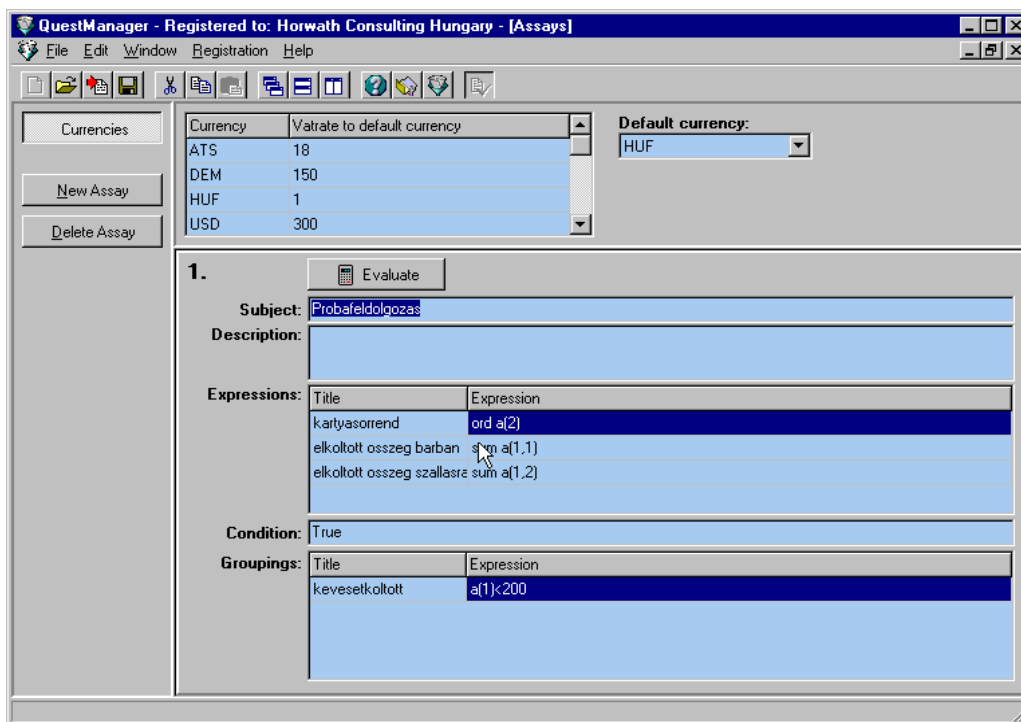 QuestManager - Registered to: Horwath Consulting Hungary - [Assays]
File Edit Window Registration Help
Currencies
New Assay
Delete Assay
Currency Vatrate to default currency
ATS 18
DEM 150
HUF 1
USD 300
Default currency:
HUF
1. Evaluate
Subject: Probafeldolgozas
Description:
Expressions: Title Expression
kartyasorrend ord a(2)
elkoltott osszeg barban sum a(1,1)
elkoltott osszeg szallasra sum a(1,2)
Condition: True
Groupings: Title Expression
kevesetkoltott a(1)<200